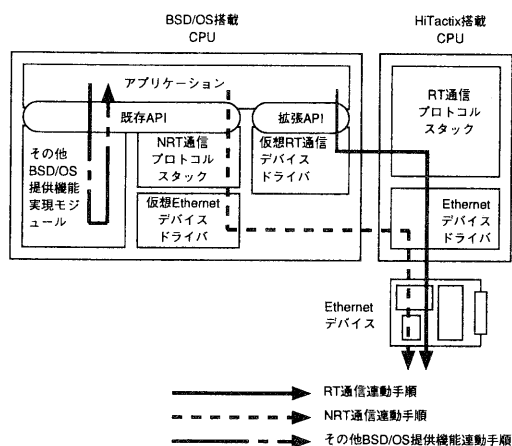 BSD/OS搭載
CPU
HiTactix搭載
CPU
アプリケーション
既存API
拡張API
その他
BSD/OS
提供機能
実現モジ
ュール
NRT通信
プロトコル
スタック
仮想Ethernet
デバイス
ドライバ
仮想RT通信
デバイス
ドライバ
RT通信
プロトコル
スタック
Ethernet
デバイス
ドライバ
Ethernet
デバイス
RT通信連動手順
NRT通信連動手順
その他BSD/OS提供機能連動手順